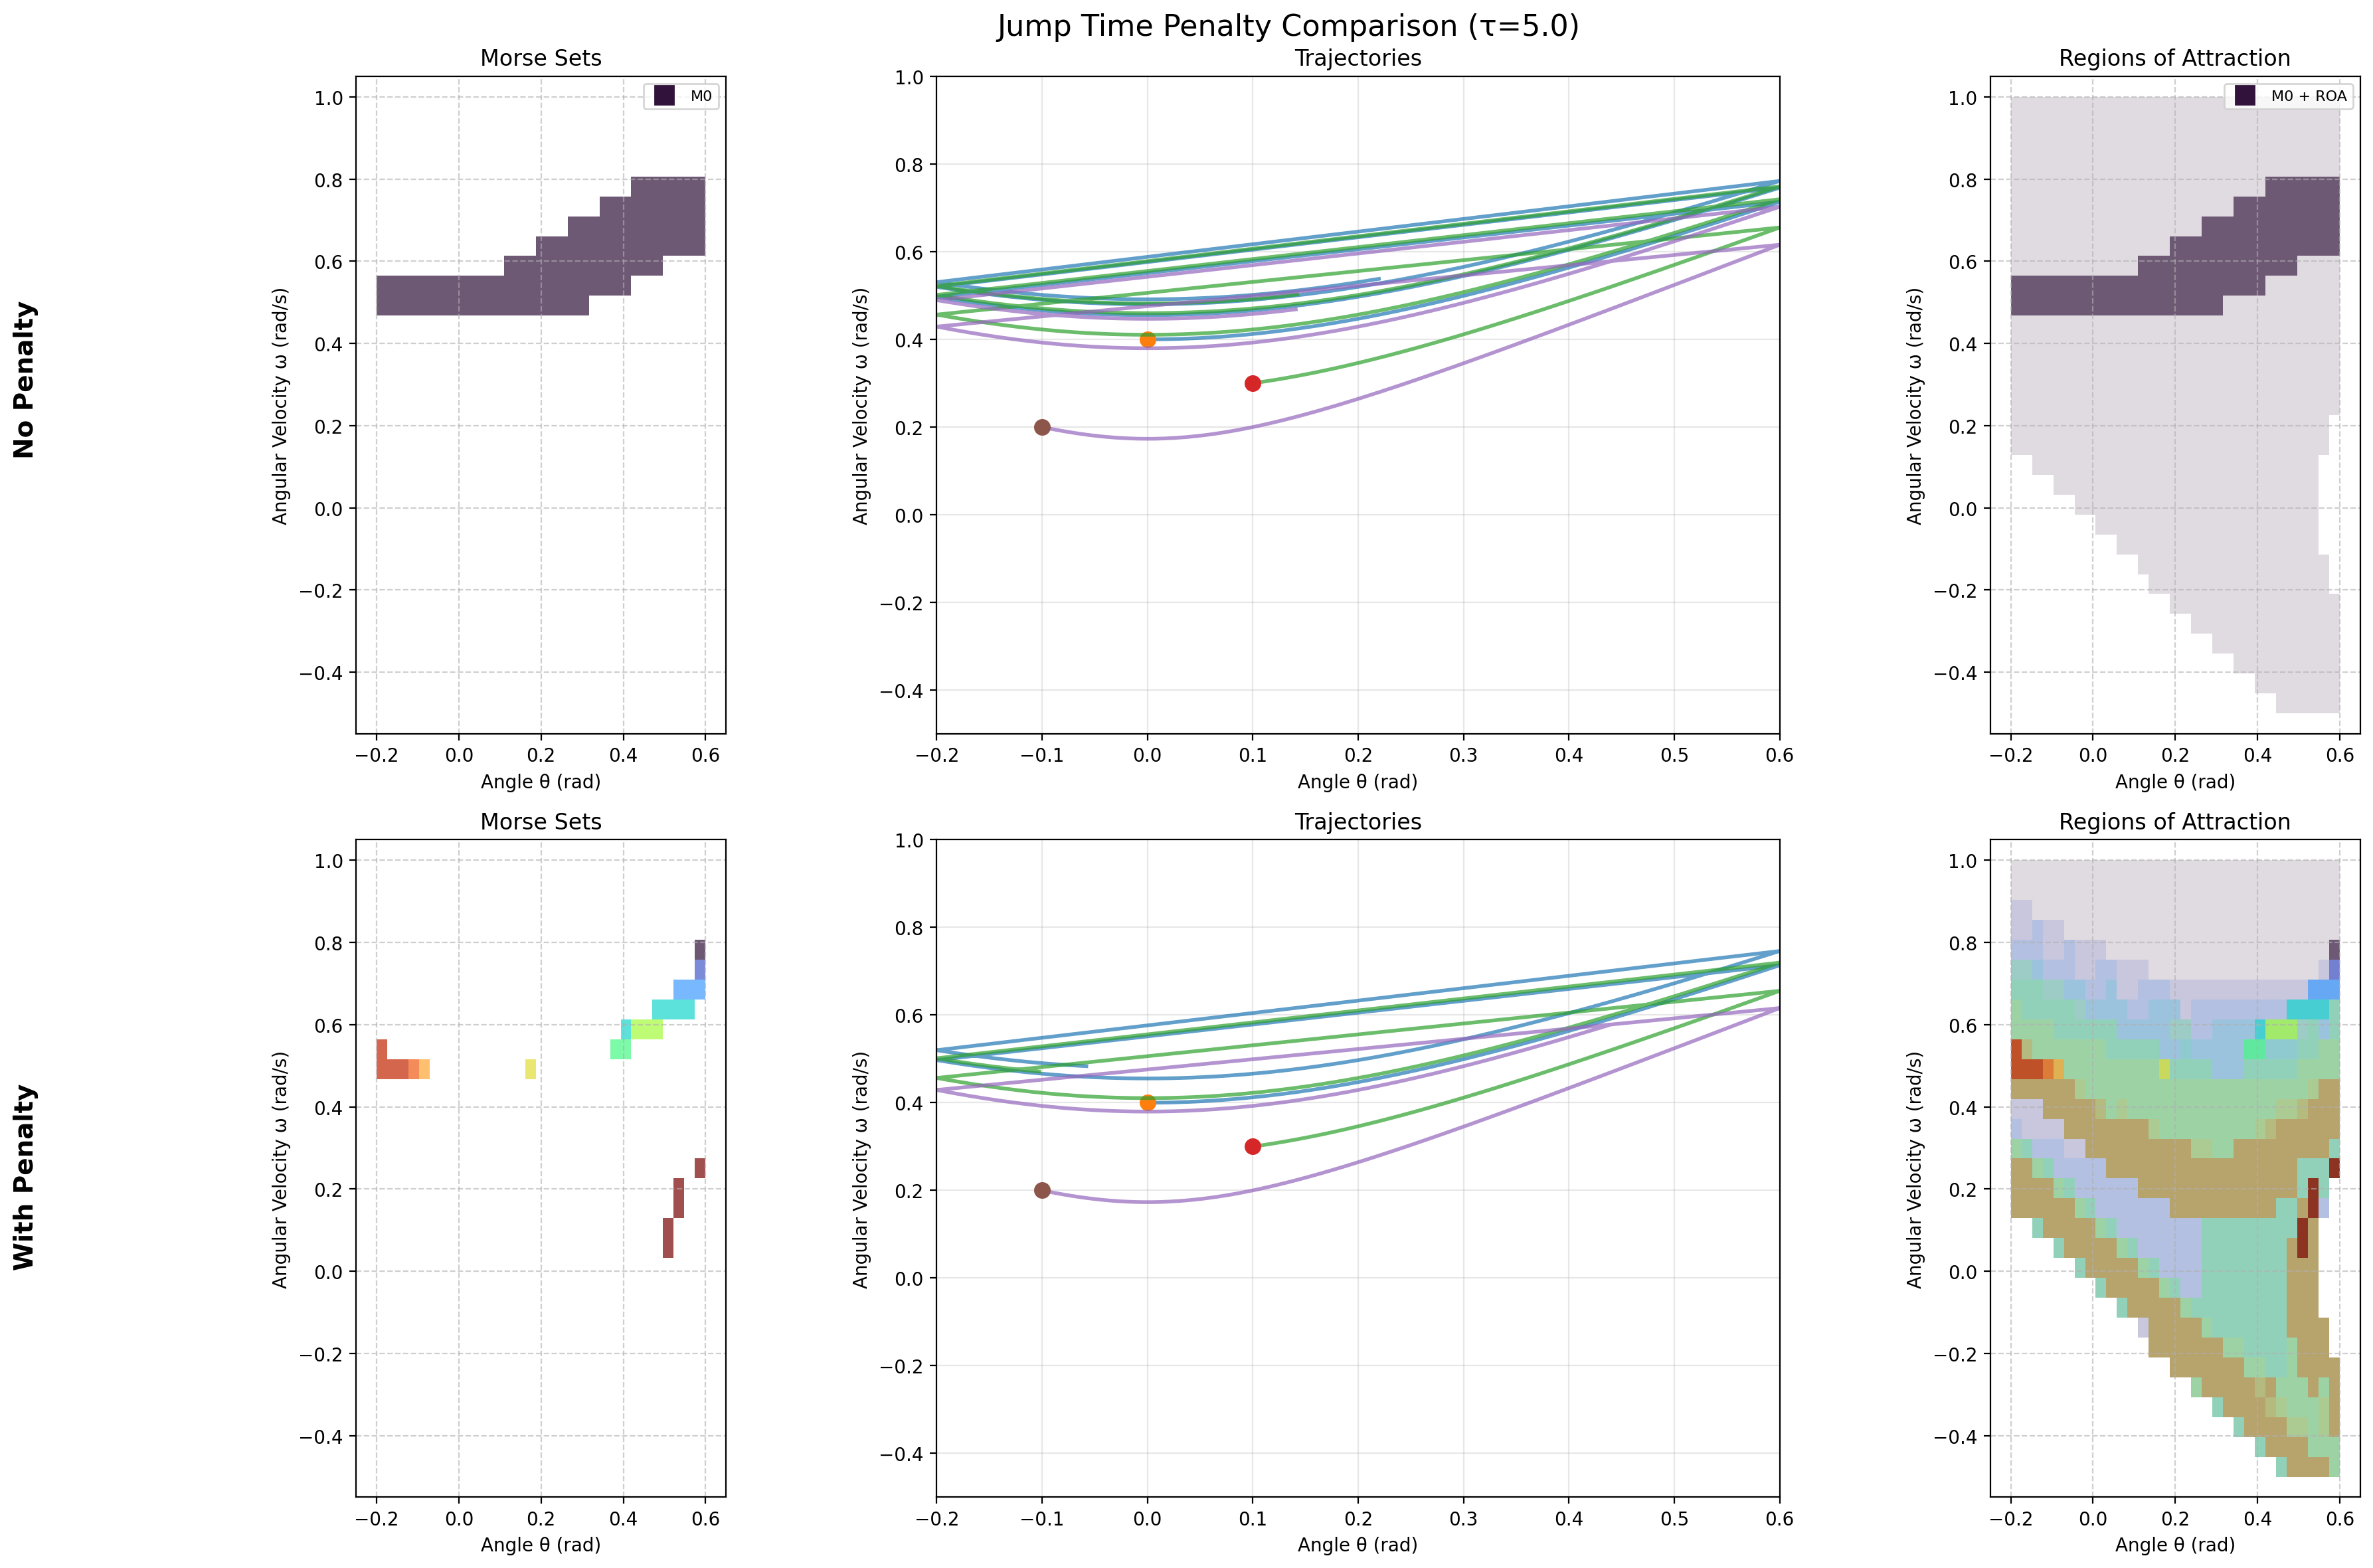 Jump Time Penalty Comparison (τ=5.0)
No Penalty
Morse Sets
M0
1.0
0.8
0.6
0.4
0.2
0.0
−0.2
−0.4
Angular Velocity ω (rad/s)
−0.2 0.0 0.2 0.4 0.6
Angle θ (rad)
Trajectories
1.0
0.8
0.6
0.4
0.2
0.0
−0.2
−0.4
Angular Velocity ω (rad/s)
−0.2 −0.1 0.0 0.1 0.2 0.3 0.4 0.5 0.6
Angle θ (rad)
Regions of Attraction
M0 + ROA
1.0
0.8
0.6
0.4
0.2
0.0
−0.2
−0.4
Angular Velocity ω (rad/s)
−0.2 0.0 0.2 0.4 0.6
Angle θ (rad)
With Penalty
Morse Sets
1.0
0.8
0.6
0.4
0.2
0.0
−0.2
−0.4
Angular Velocity ω (rad/s)
−0.2 0.0 0.2 0.4 0.6
Angle θ (rad)
Trajectories
1.0
0.8
0.6
0.4
0.2
0.0
−0.2
−0.4
Angular Velocity ω (rad/s)
−0.2 −0.1 0.0 0.1 0.2 0.3 0.4 0.5 0.6
Angle θ (rad)
Regions of Attraction
1.0
0.8
0.6
0.4
0.2
0.0
−0.2
−0.4
Angular Velocity ω (rad/s)
−0.2 0.0 0.2 0.4 0.6
Angle θ (rad)